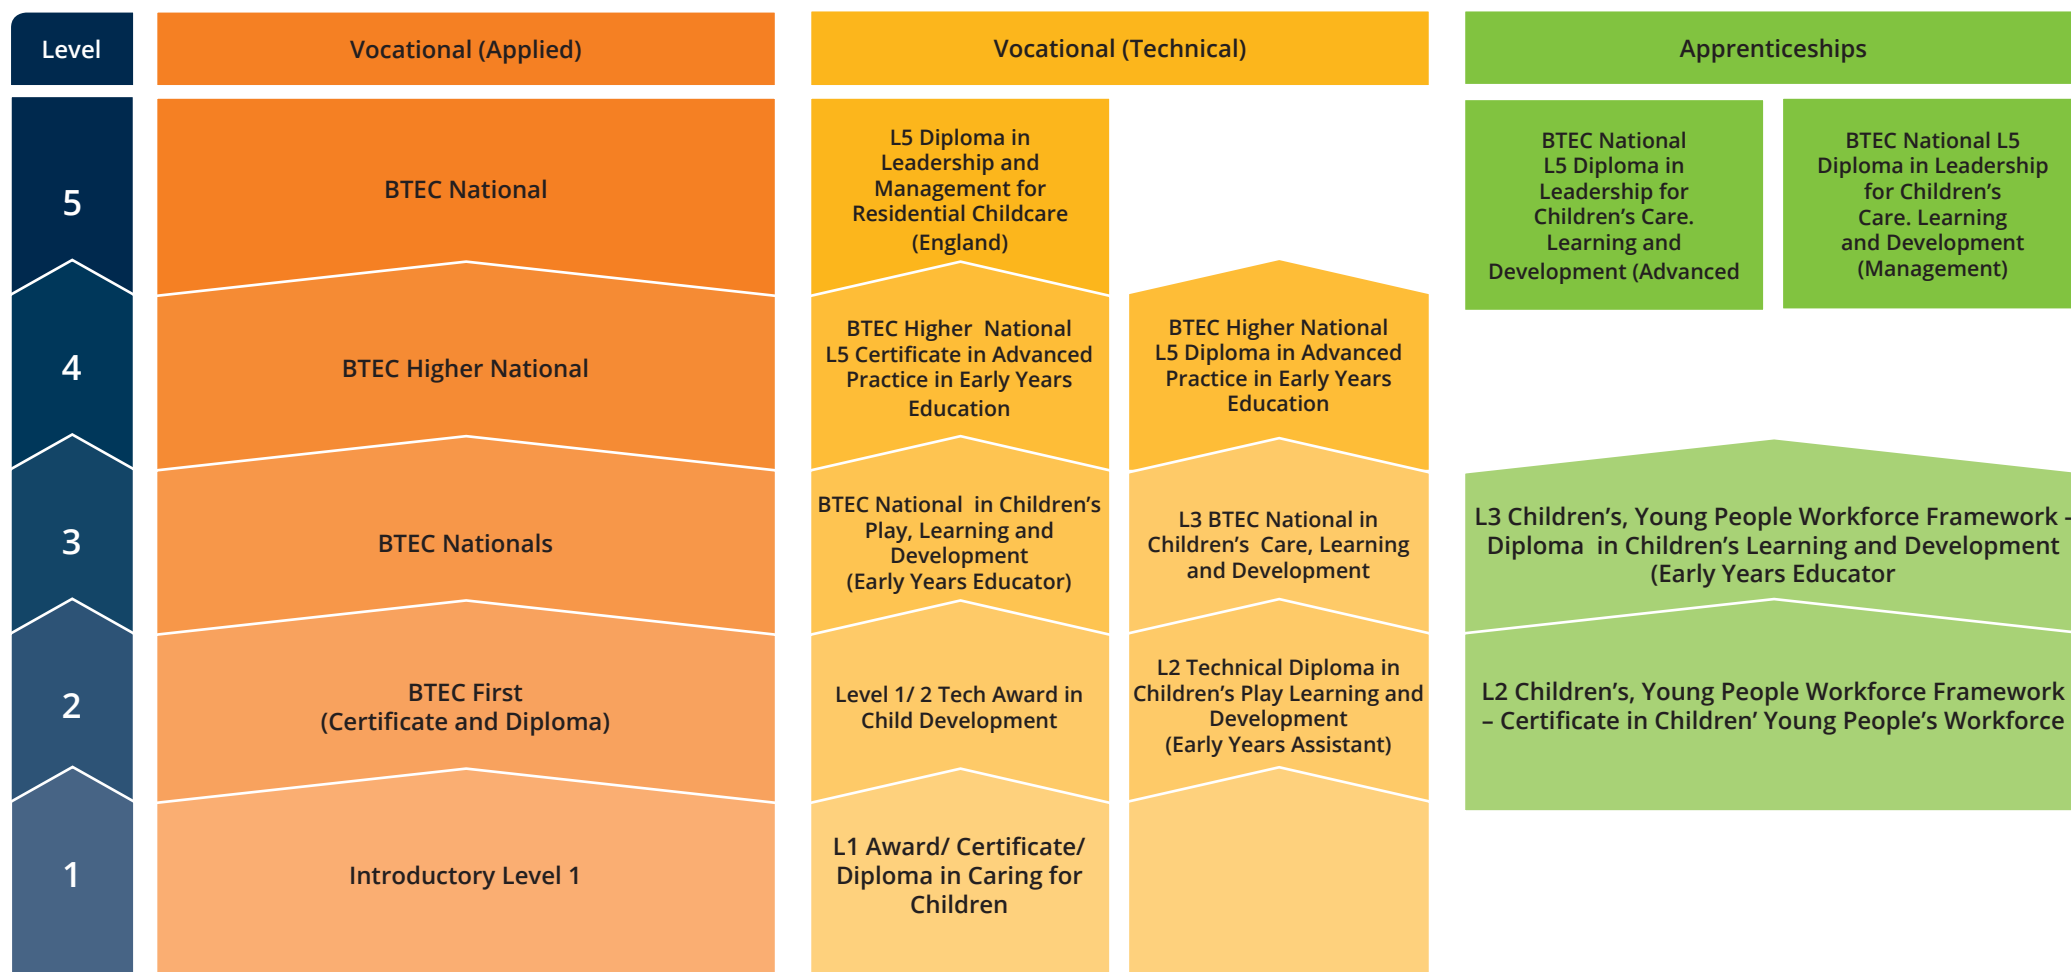 Level
Vocational (Applied)
Vocational (Technical)
Apprenticeships
5
BTEC National
L5 Diploma in
Leadership and
Management for
Residential Childcare
(England)
BTEC National
L5 Diploma in
Leadership for
Children’s Care.
Learning and
Development (Advanced
BTEC National L5
Diploma in Leadership
for Children’s
Care. Learning
and Development
(Management)
4
BTEC Higher National
BTEC Higher  National
L5 Certificate in Advanced
Practice in Early Years
Education
BTEC Higher National
L5 Diploma in Advanced
Practice in Early Years
Education
3
BTEC Nationals
BTEC National  in Children’s
Play, Learning and
Development
(Early Years Educator)
L3 BTEC National in
Children’s  Care, Learning
and Development
L3 Children’s, Young People Workforce Framework –
Diploma  in Children’s Learning and Development
(Early Years Educator
2
BTEC First
(Certificate and Diploma)
Level 1/ 2 Tech Award in
Child Development
L2 Technical Diploma in
Children’s Play Learning and
Development
(Early Years Assistant)
L2 Children’s, Young People Workforce Framework
– Certificate in Children’ Young People’s Workforce
1
Introductory Level 1
L1 Award/ Certificate/
Diploma in Caring for
Children